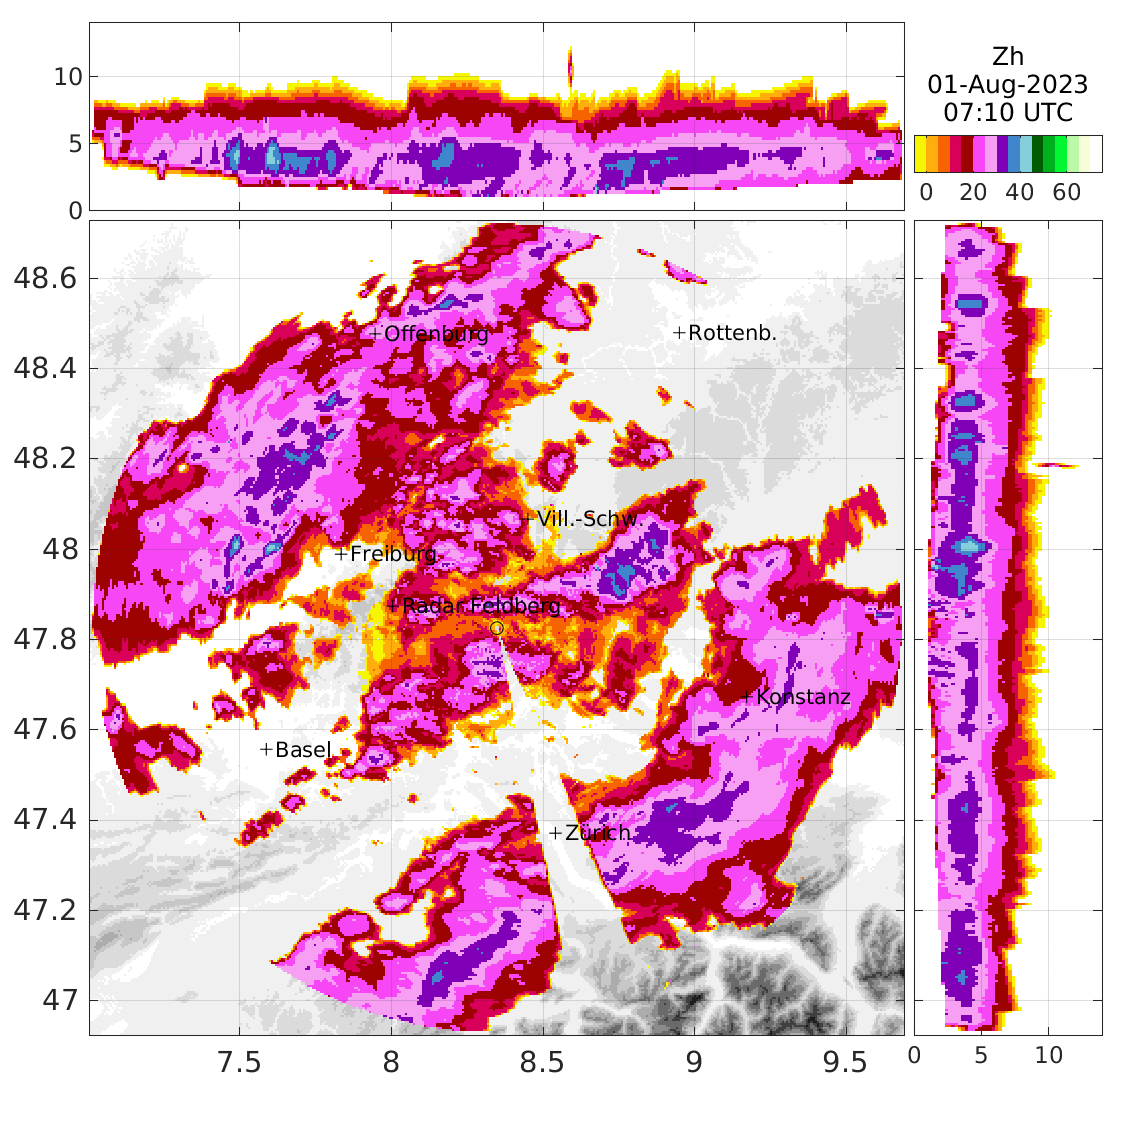 Zh
01-Aug-2023
07:10 UTC
0 20 40 60
10
5
0
48.6
48.4
48.2
48
47.8
47.6
47.4
47.2
47
+Offenburg
+Rottenb.
+Vill.-Schw.
+Freiburg
+Radar Feldberg
+Konstanz
+Basel
+Zürich
7.5 8 8.5 9 9.5
0 5 10